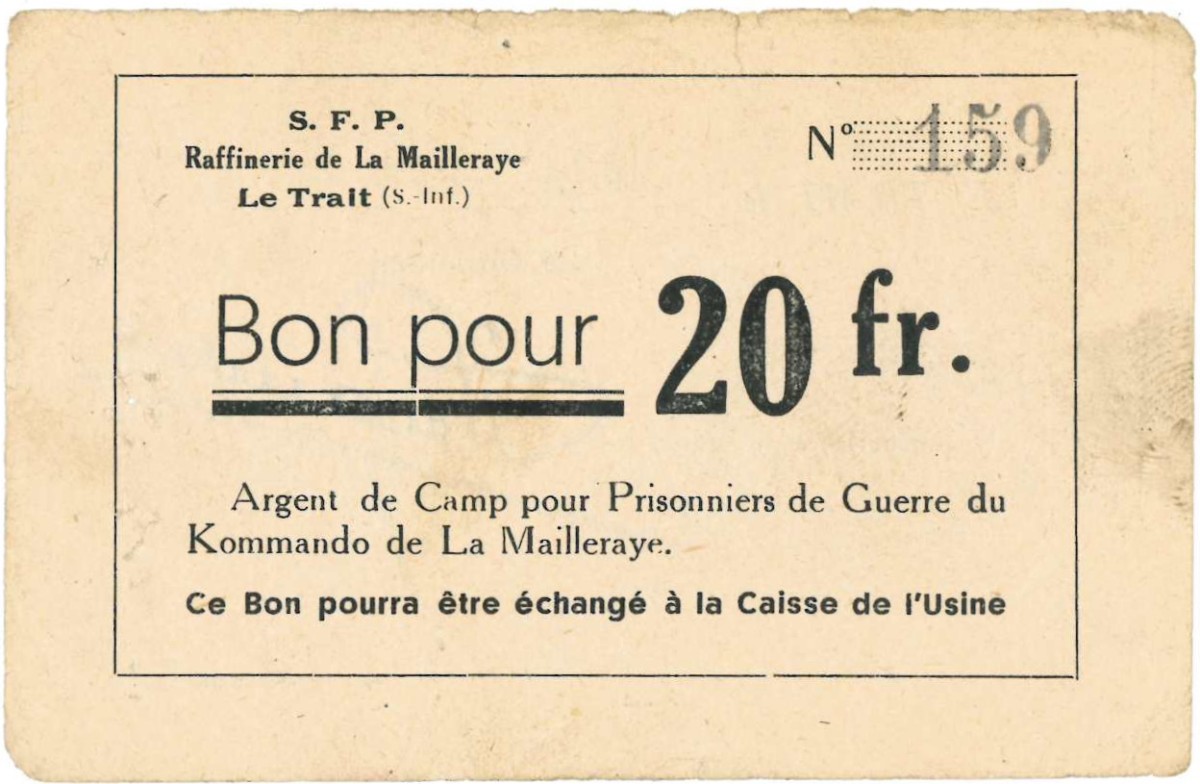 S. F. P.
Raffinerie de La Mailleraye
Le Trait (S.-Inf.)
N° 159
Bon pour 20 fr.
Argent de Camp pour Prisonniers de Guerre du
Kommando de La Mailleraye.
Ce Bon pourra être échangé à la Caisse de l'Usine